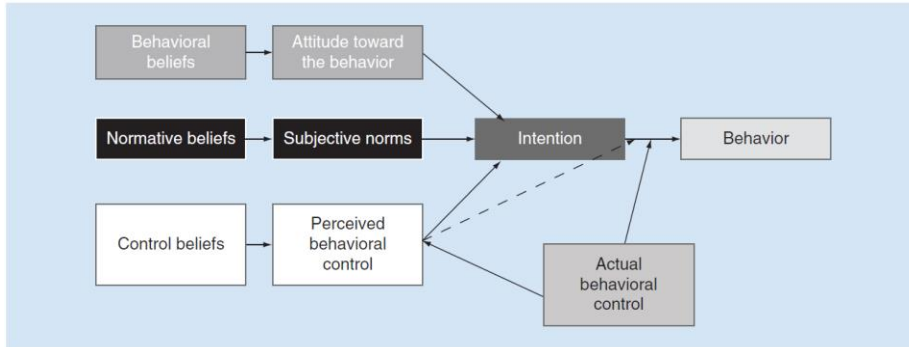 Behavioral
beliefs
Attitude toward
the behavior
Normative beliefs
Subjective norms
Intention
Behavior
Control beliefs
Perceived
behavioral
control
Actual
behavioral
control